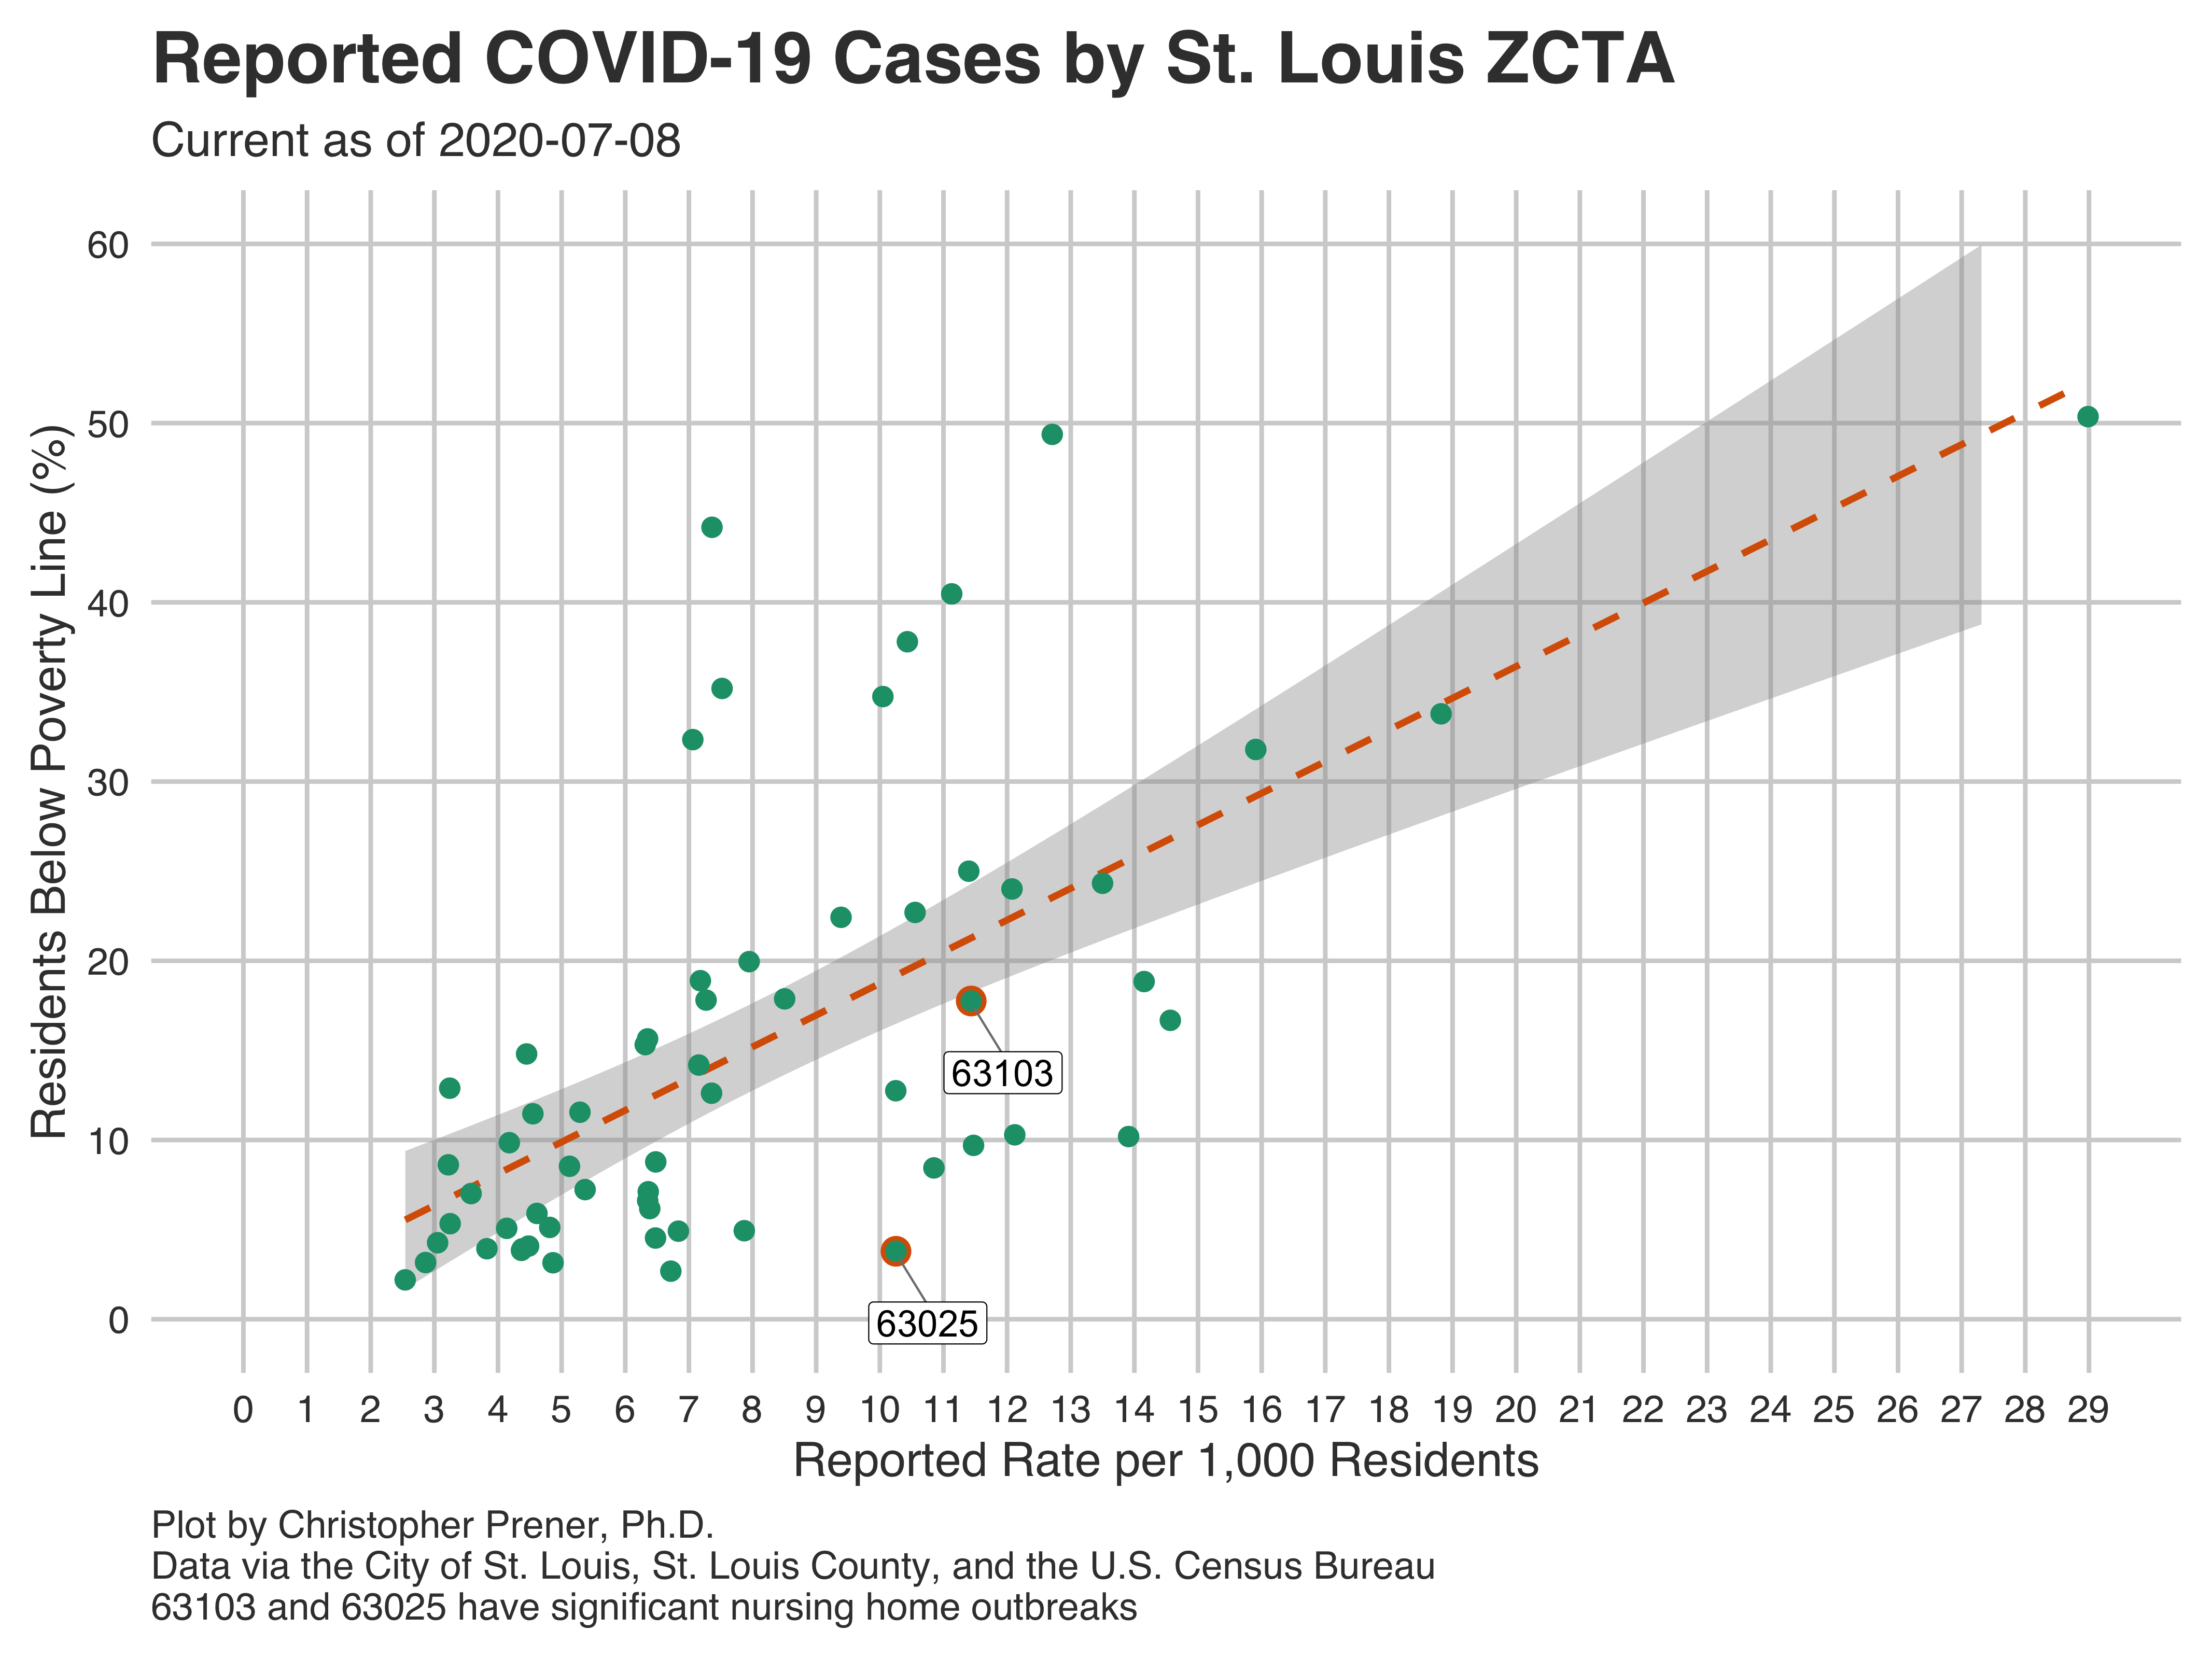 Reported COVID-19 Cases by St. Louis ZCTA
Current as of 2020-07-08
Residents Below Poverty Line (%)
60
50
40
30
20
10
0
63103
63025
0 1 2 3 4 5 6 7 8 9 10 11 12 13 14 15 16 17 18 19 20 21 22 23 24 25 26 27 28 29
Reported Rate per 1,000 Residents
Plot by Christopher Prener, Ph.D.
Data via the City of St. Louis, St. Louis County, and the U.S. Census Bureau
63103 and 63025 have significant nursing home outbreaks